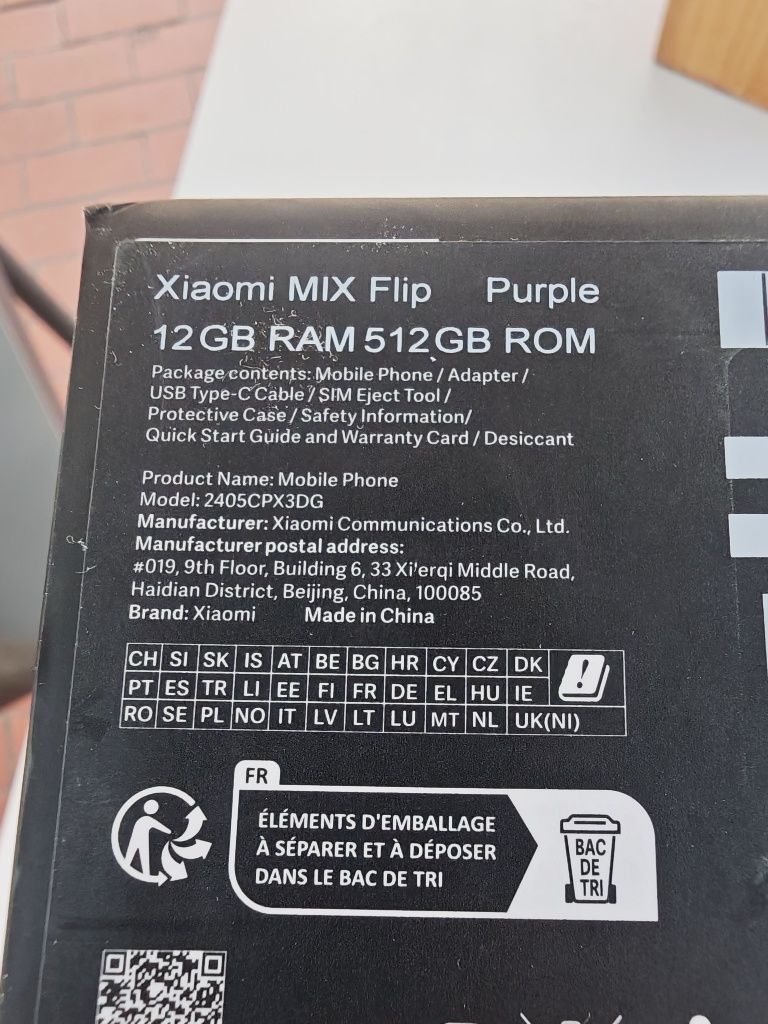 Xiaomi MIX Flip Purple
12GB RAM 512GB ROM
Package contents: Mobile Phone / Adapter /
USB Type-C Cable / SIM Eject Tool /
Protective Case / Safety Information/
Quick Start Guide and Warranty Card / Desiccant
Product Name: Mobile Phone
Model: 2405CPX3DG
Manufacturer: Xiaomi Communications Co., Ltd.
Manufacturer postal address:
#019, 9th Floor, Building 6, 33 Xi'erqi Middle Road,
Haidian District, Beijing, China, 100085
Brand: Xiaomi Made in China
CH SI SK IS AT BE BG HR CY CZ DK
PT ES TR LI EE FI FR DE EL HU IE
RO SE PL NO IT LV LT LU MT NL UK(NI)
FR
ÉLÉMENTS D'EMBALLAGE
À SÉPARER ET À DÉPOSER
DANS LE BAC DE TRI
BAC
DE
TRI